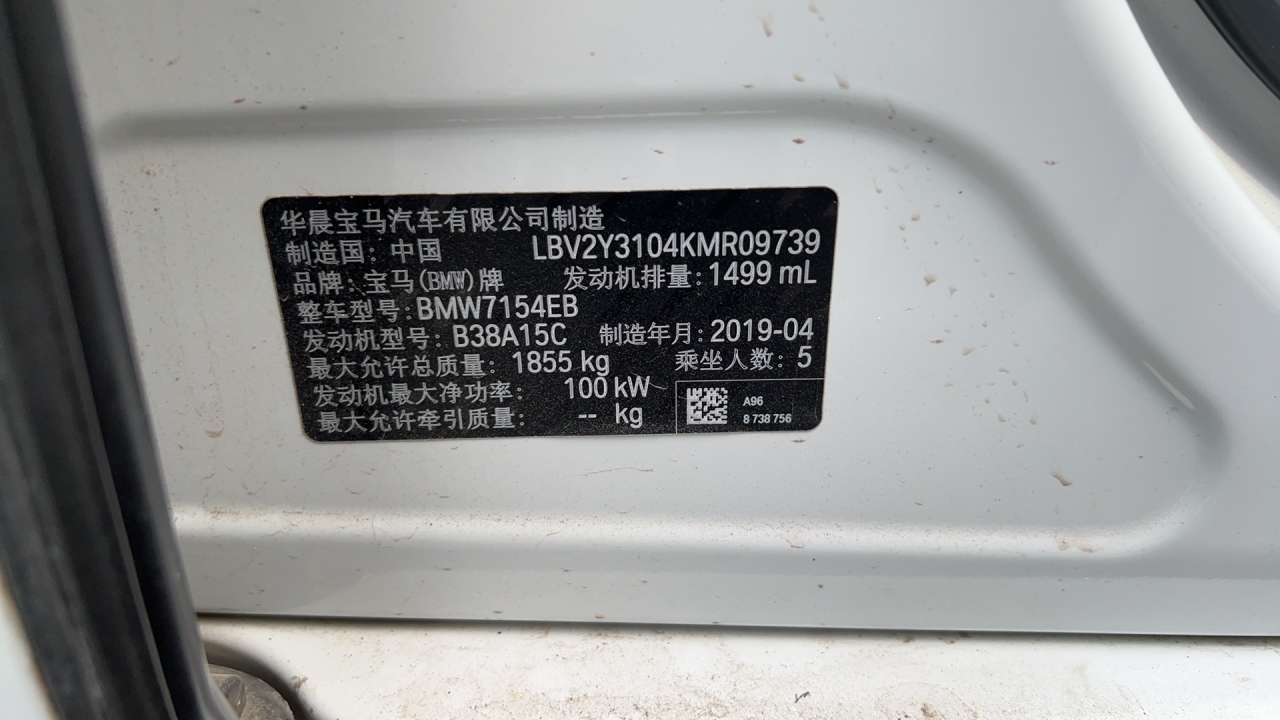 华晨宝马汽车有限公司制造
制造国：中国 LBV2Y3104KMR09739
品牌：宝马(BMW)牌 发动机排量：1499 mL
整车型号：BMW7154EB
发动机型号：B38A15C 制造年月：2019-04
最大允许总质量：1855 kg 乘坐人数：5
发动机最大净功率：100 kW
最大允许牵引质量：-- kg
A96
8 738 756